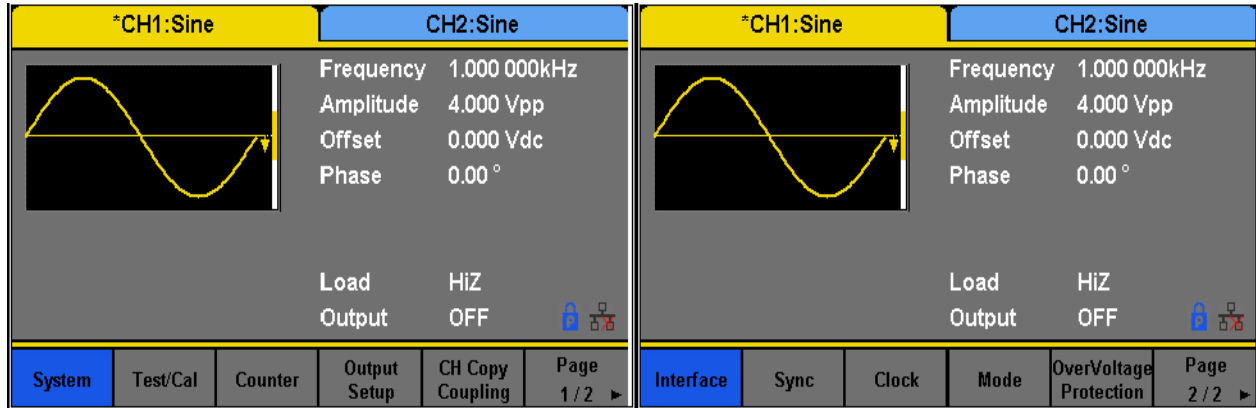 *CH1:Sine CH2:Sine
Frequency 1.000 000kHz
Amplitude 4.000 Vpp
Offset 0.000 Vdc
Phase 0.00 °
Load HiZ
Output OFF
P
System Test/Cal Counter Output Setup CH Copy Coupling Page 1/2 ►
*CH1:Sine CH2:Sine
Frequency 1.000 000kHz
Amplitude 4.000 Vpp
Offset 0.000 Vdc
Phase 0.00 °
Load HiZ
Output OFF
P
Interface Sync Clock Mode OverVoltage Protection Page 2/2 ►